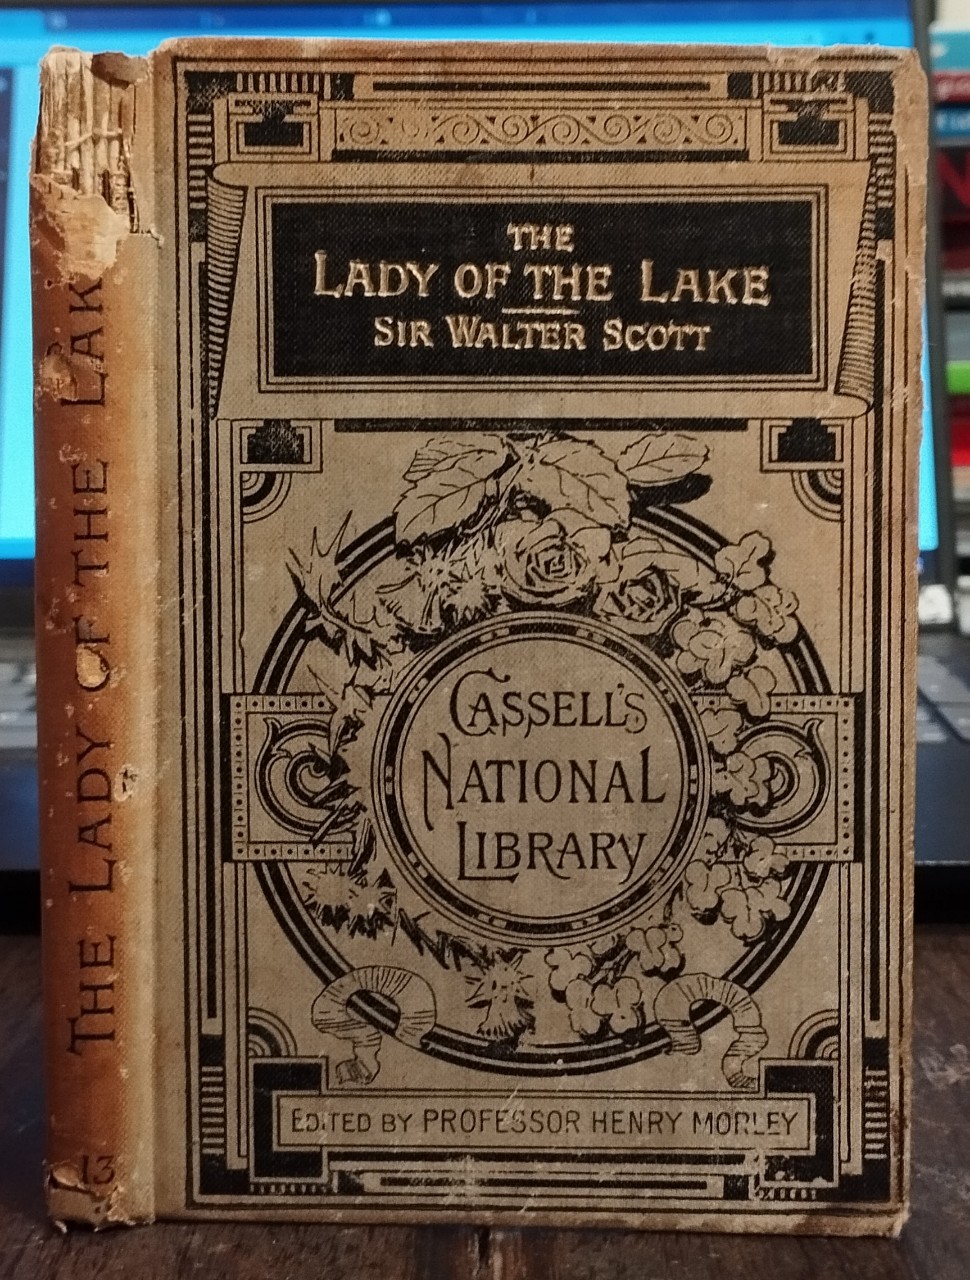 THE
LADY OF THE LAKE
SIR WALTER SCOTT
CASSELL'S
NATIONAL
LIBRARY
EDITED BY PROFESSOR HENRY MORLEY
THE LADY OF THE LAK
13